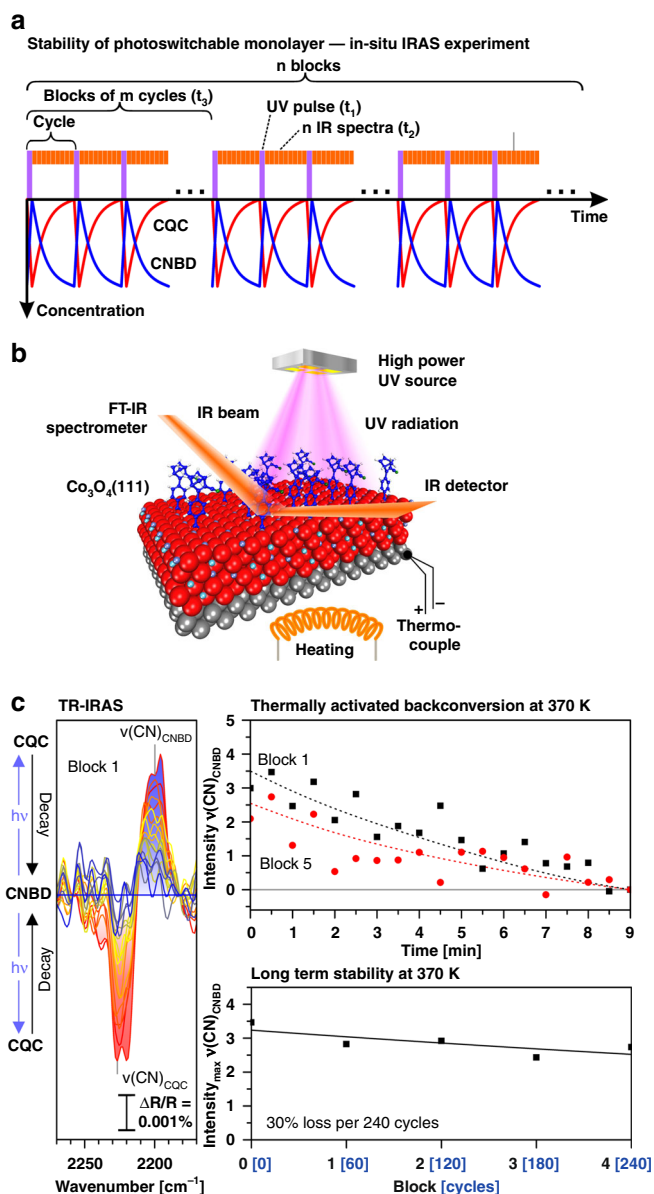 a
Stability of photoswitchable monolayer — in-situ IRAS experiment
n blocks
Blocks of m cycles (t3)
UV pulse (t1)
Cycle
n IR spectra (t2)
...
...
...
Time
CQC
CNBD
Concentration
b
High power
UV source
FT-IR
spectrometer
IR beam
UV radiation
Co3O4(111)
IR detector
+
−
Thermo-
couple
Heating
c
TR-IRAS
CQC
hν
Decay
CNBD
hν
Decay
CQC
Block 1
ν(CN)CNBD
ν(CN)CQC
ΔR/R =
0.001%
2250
2200
Wavenumber [cm−1]
Thermally activated backconversion at 370 K
Intensity ν(CN)CNBD
5
4
3
2
1
0
Block 1
Block 5
0
1
2
3
4
5
6
7
8
9
Time [min]
Long term stability at 370 K
Intensitymax ν(CN)CNBD
4
3
2
1
0
30% loss per 240 cycles
0 [0]
1 [60]
2 [120]
3 [180]
4 [240]
Block [cycles]